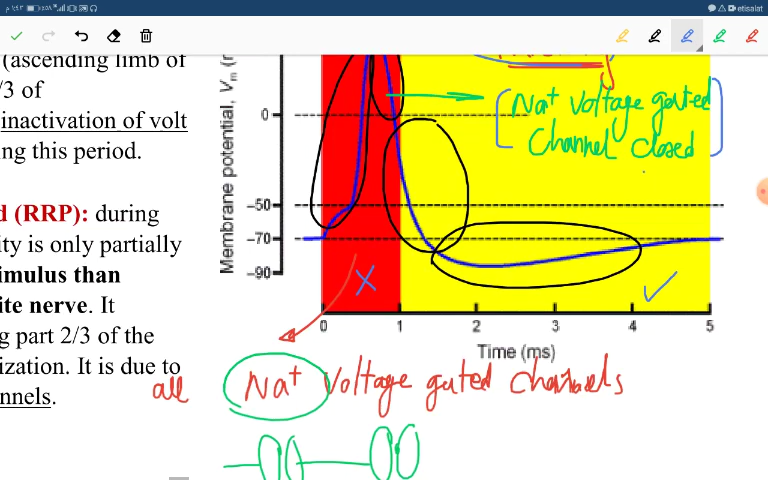 etisalat
(ascending limb of
/3 of
inactivation of volt
ng this period.
d (RRP): during
ity is only partially
timulus than
ite nerve. It
g part 2/3 of the
ization. It is due to
nnels.
Membrane potential, Vm (
0
-50
-70
-90
0 1 2 3 4 5
Time (ms)
Na+ Voltage gated
Channel closed
all Na+ Voltage gated channels